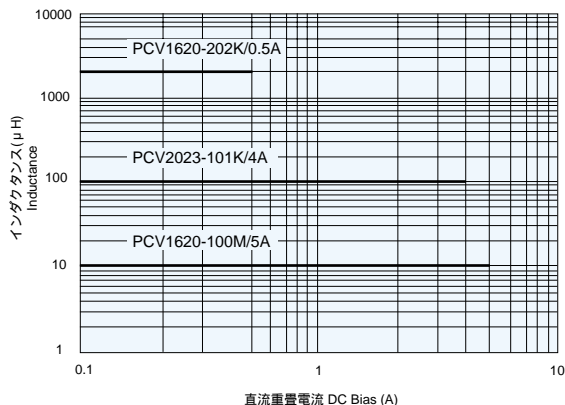 10000
PCV1620-202K/0.5A
1000
PCV2023-101K/4A
100
PCV1620-100M/5A
10
1
インダクタンス(μH)
Inductance
0.1 1 10
直流重畳電流 DC Bias (A)